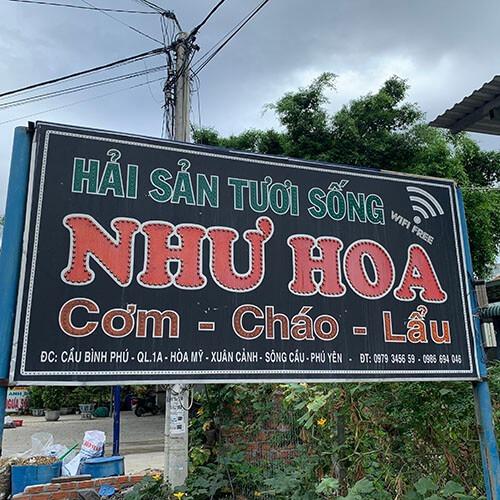 HẢI SẢN TƯƠI SỐNG
WIFI FREE
NHƯ HOA
Cơm - Cháo - Lẩu
ĐC: CẦU BÌNH PHÚ - QL.1A - HÒA MỸ - XUÂN CẢNH - SÔNG CẦU - PHÚ YÊN - ĐT: 0979 3456 59 - 0986 694 046